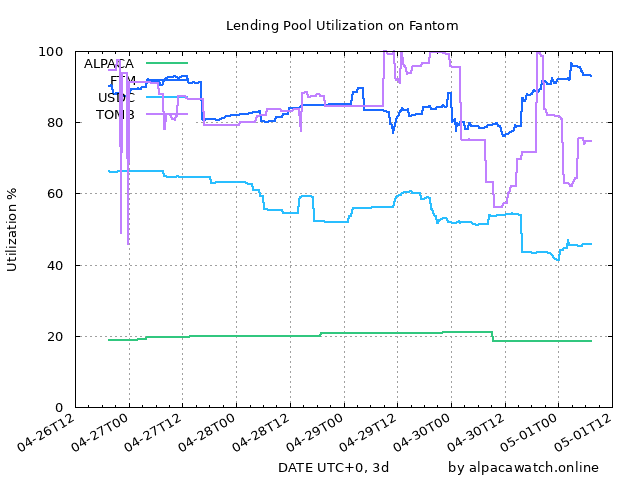 Lending Pool Utilization on Fantom
100
80
60
40
20
0
Utilization %
ALPACA
FTM
USDC
TOMB
04-26T12
04-27T00
04-27T12
04-28T00
04-28T12
04-29T00
04-29T12
04-30T00
04-30T12
05-01T00
05-01T12
DATE UTC+0, 3d
by alpacawatch.online